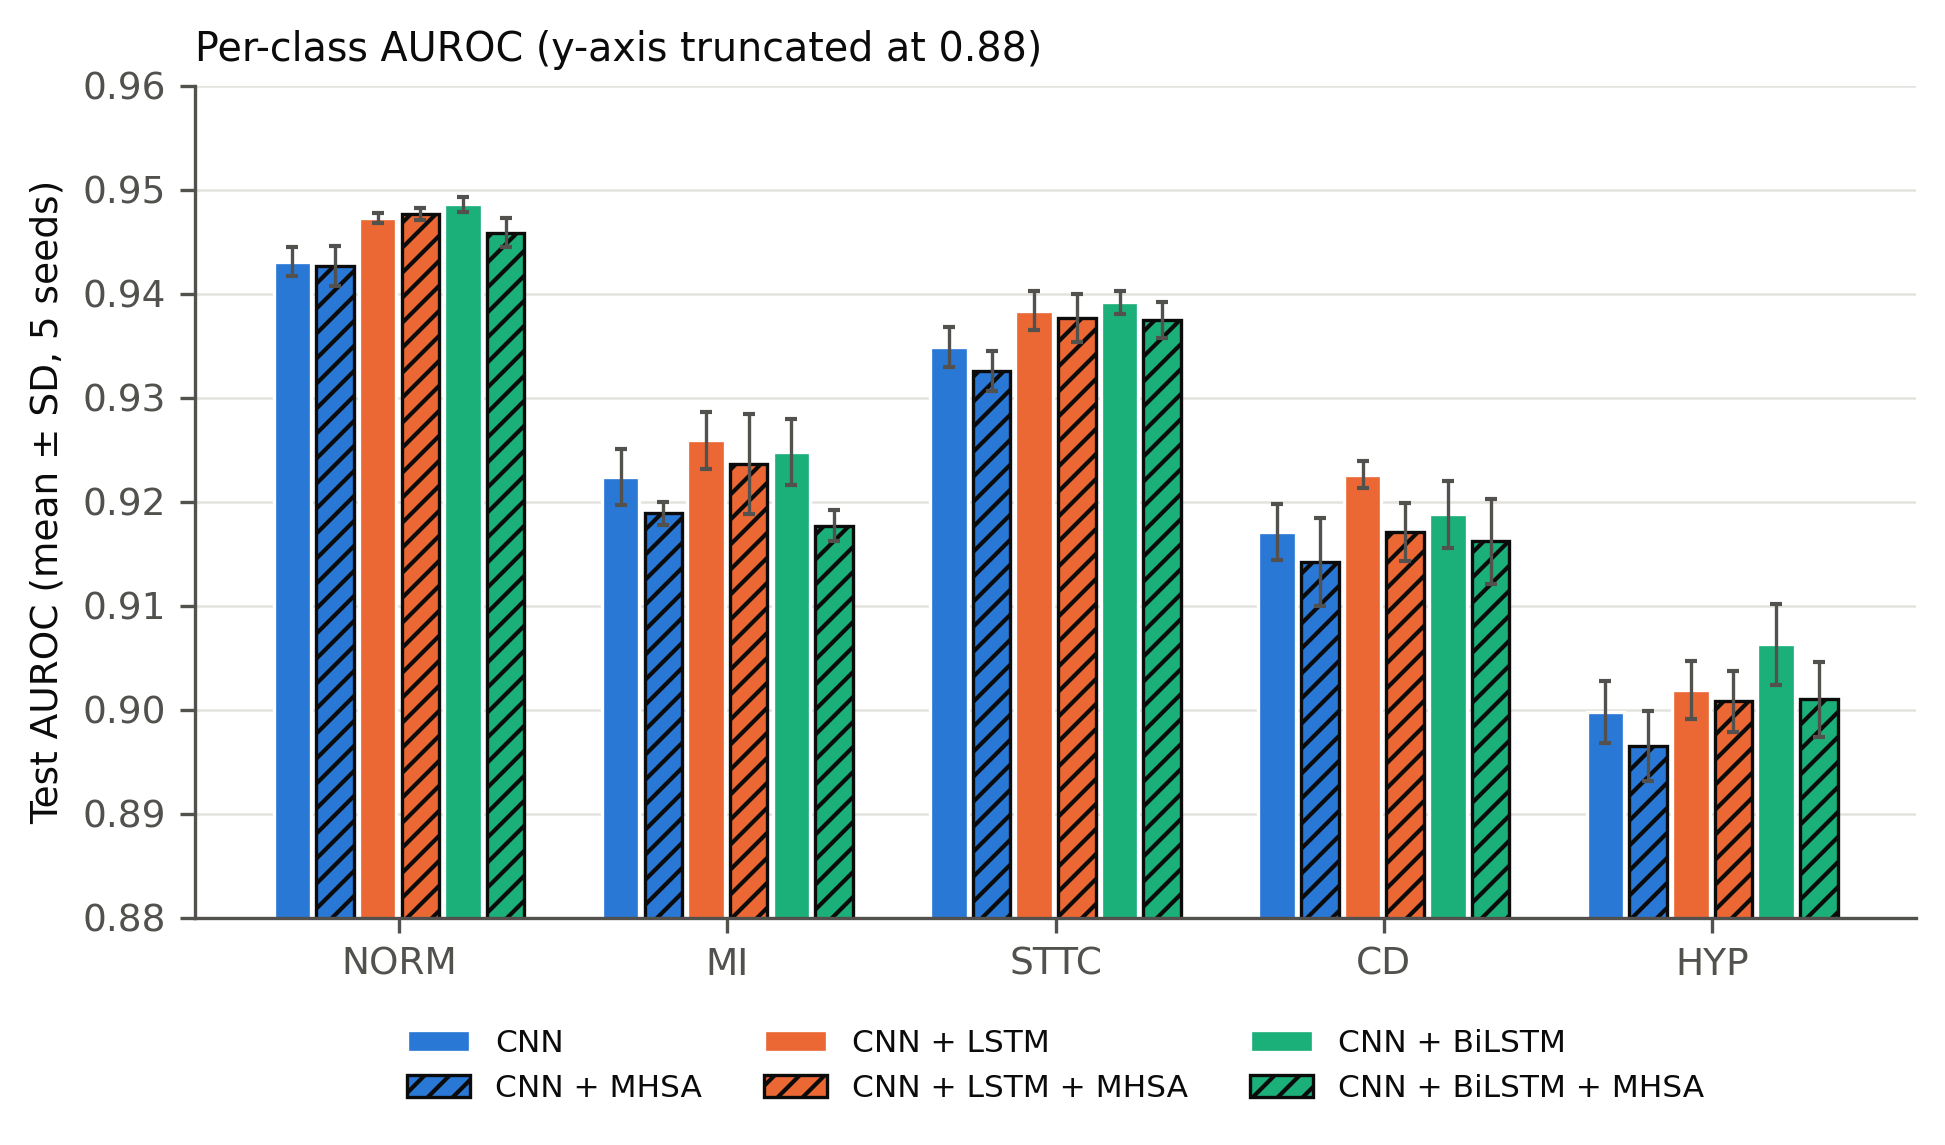 Per-class AUROC (y-axis truncated at 0.88)
Test AUROC (mean ± SD, 5 seeds)
0.96
0.95
0.94
0.93
0.92
0.91
0.90
0.89
0.88
NORM MI STTC CD HYP
CNN CNN + LSTM CNN + BiLSTM
CNN + MHSA CNN + LSTM + MHSA CNN + BiLSTM + MHSA